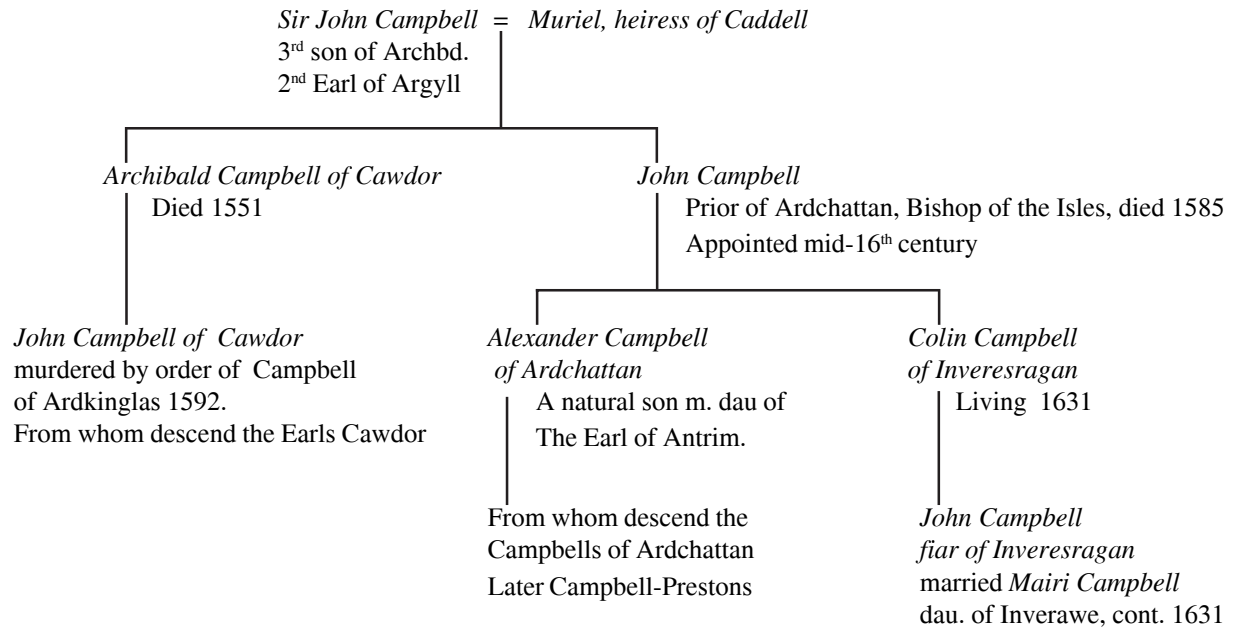 Sir John Campbell = Muriel, heiress of Caddell
3rd son of Archbd.
2nd Earl of Argyll
Archibald Campbell of Cawdor
Died 1551
John Campbell
Prior of Ardchattan, Bishop of the Isles, died 1585
Appointed mid-16th century
John Campbell of Cawdor
murdered by order of Campbell
of Ardkinglas 1592.
From whom descend the Earls Cawdor
Alexander Campbell
of Ardchattan
A natural son m. dau of
The Earl of Antrim.
From whom descend the
Campbells of Ardchattan
Later Campbell-Prestons
Colin Campbell
of Inveresragan
Living 1631
John Campbell
fiar of Inveresragan
married Mairi Campbell
dau. of Inverawe, cont. 1631